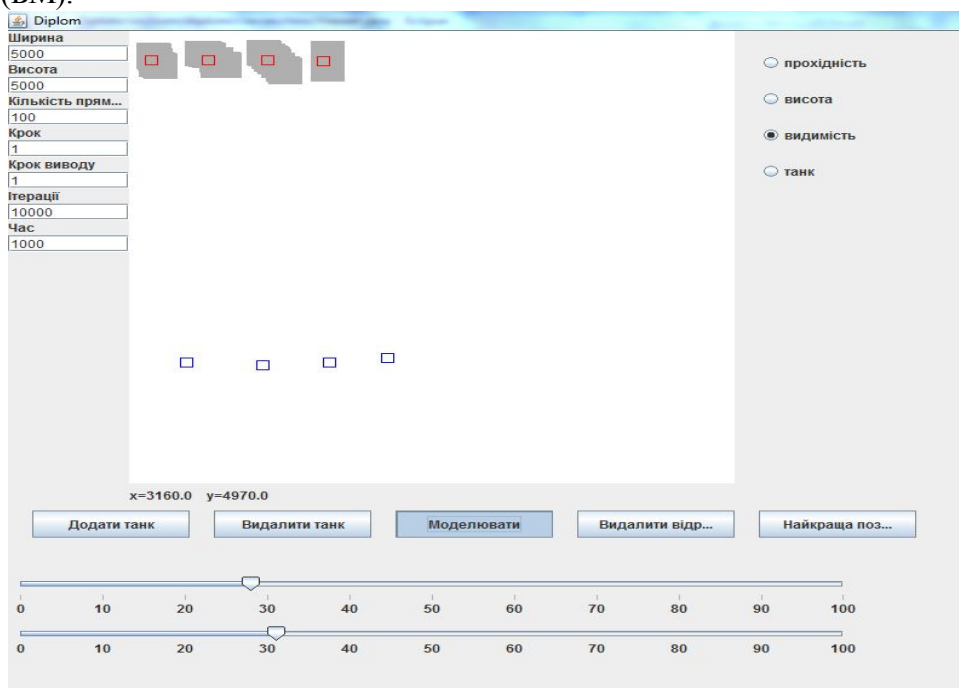 (ВМ).
Diplom
Ширина
5000
Висота
5000
Кількість прям...
100
Крок
1
Крок виводу
1
Ітерації
10000
Час
1000
прохідність
висота
видимість
танк
x=3160.0 y=4970.0
Додати танк Видалити танк Моделювати Видалити відр... Найкраща поз...
0 10 20 30 40 50 60 70 80 90 100
0 10 20 30 40 50 60 70 80 90 100